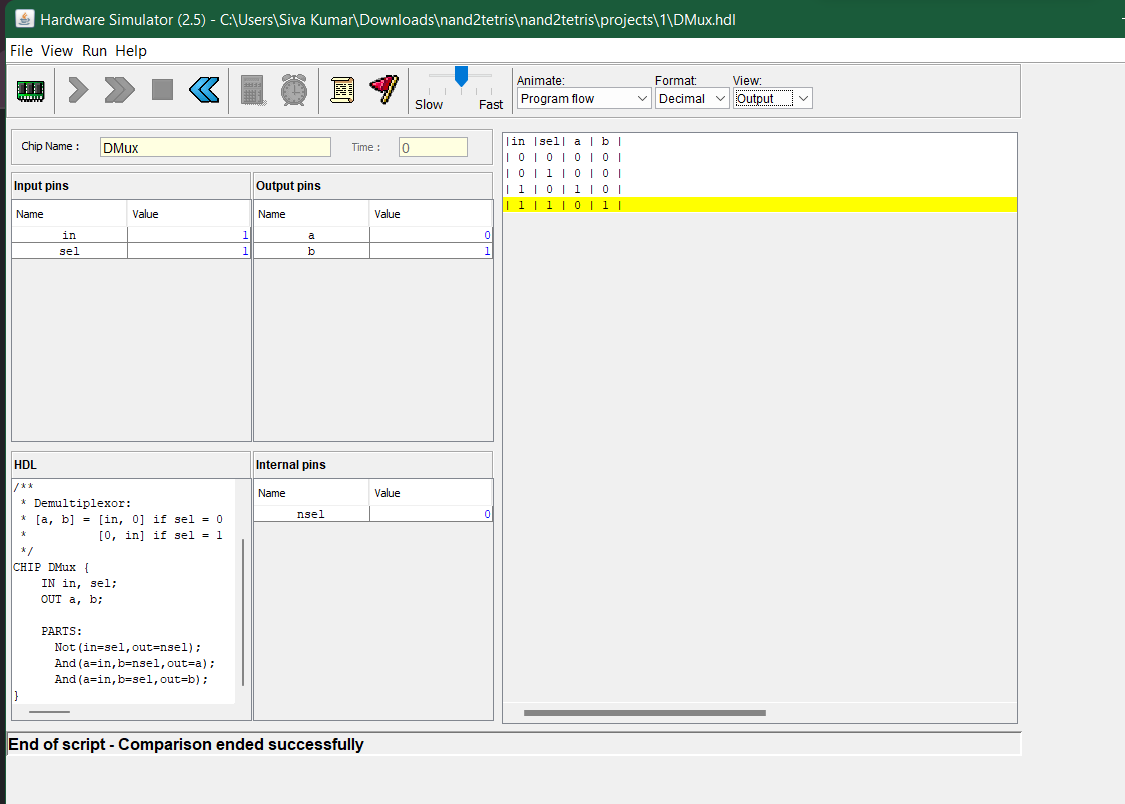 Hardware Simulator (2.5) - C:\Users\Siva Kumar\Downloads\nand2tetris\nand2tetris\projects\1\DMux.hdl
File View Run Help
Slow Fast
Animate: Format: View:
Program flow Decimal Output
Chip Name : DMux Time : 0
Input pins
Name Value
in 1
sel 1
Output pins
Name Value
a 0
b 1
|in |sel| a | b |
| 0 | 0 | 0 | 0 |
| 0 | 1 | 0 | 0 |
| 1 | 0 | 1 | 0 |
| 1 | 1 | 0 | 1 |
HDL
/**
* Demultiplexor:
* [a, b] = [in, 0] if sel = 0
* [0, in] if sel = 1
*/
CHIP DMux {
IN in, sel;
OUT a, b;
PARTS:
Not(in=sel,out=nsel);
And(a=in,b=nsel,out=a);
And(a=in,b=sel,out=b);
}
Internal pins
Name Value
nsel 0
End of script - Comparison ended successfully